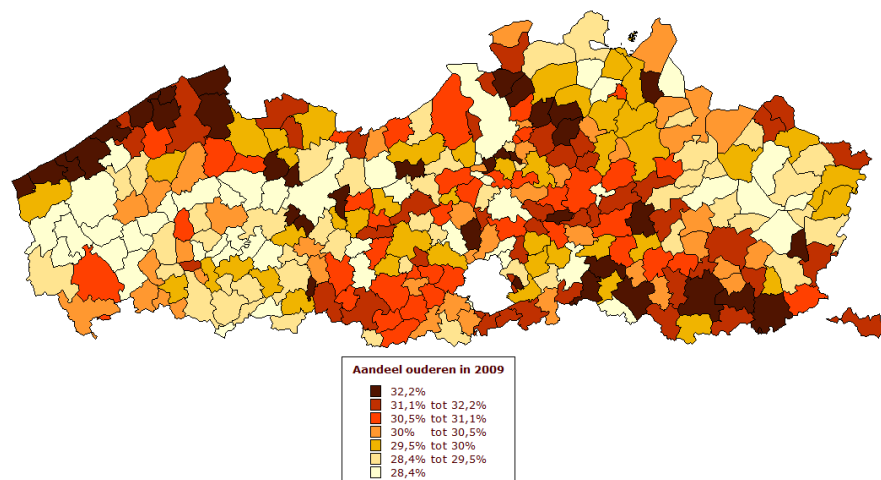 Aandeel ouderen in 2009
32,2%
31,1% tot 32,2%
30,5% tot 31,1%
30% tot 30,5%
29,5% tot 30%
28,4% tot 29,5%
28,4%